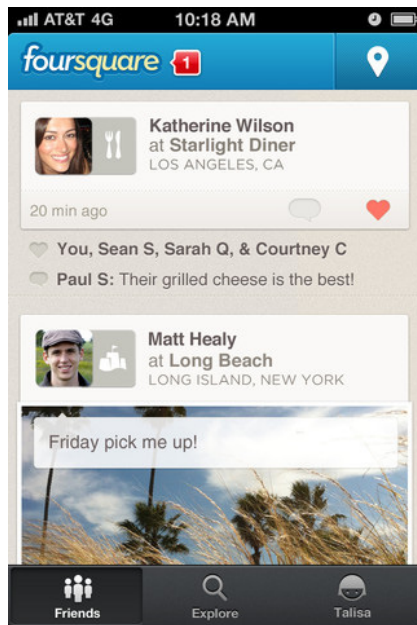 AT&T 4G 10:18 AM
foursquare 1
Katherine Wilson
at Starlight Diner
LOS ANGELES, CA
20 min ago
You, Sean S, Sarah Q, & Courtney C
Paul S: Their grilled cheese is the best!
Matt Healy
at Long Beach
LONG ISLAND, NEW YORK
Friday pick me up!
Friends Explore Talisa